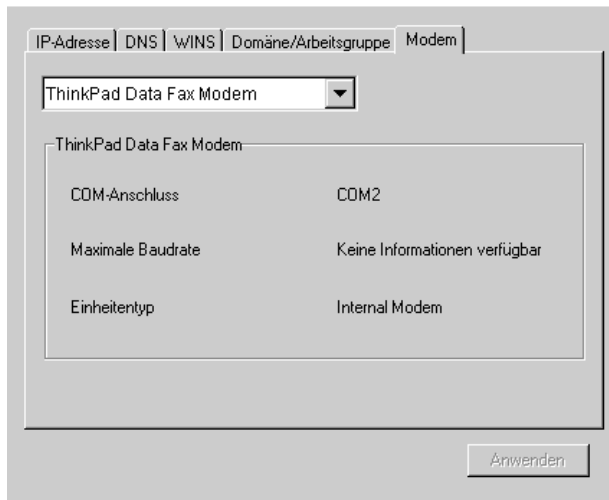 IP-Adresse DNS WINS Domäne/Arbeitsgruppe Modem
ThinkPad Data Fax Modem
ThinkPad Data Fax Modem
COM-Anschluss COM2
Maximale Baudrate Keine Informationen verfügbar
Einheitentyp Internal Modem
Anwenden